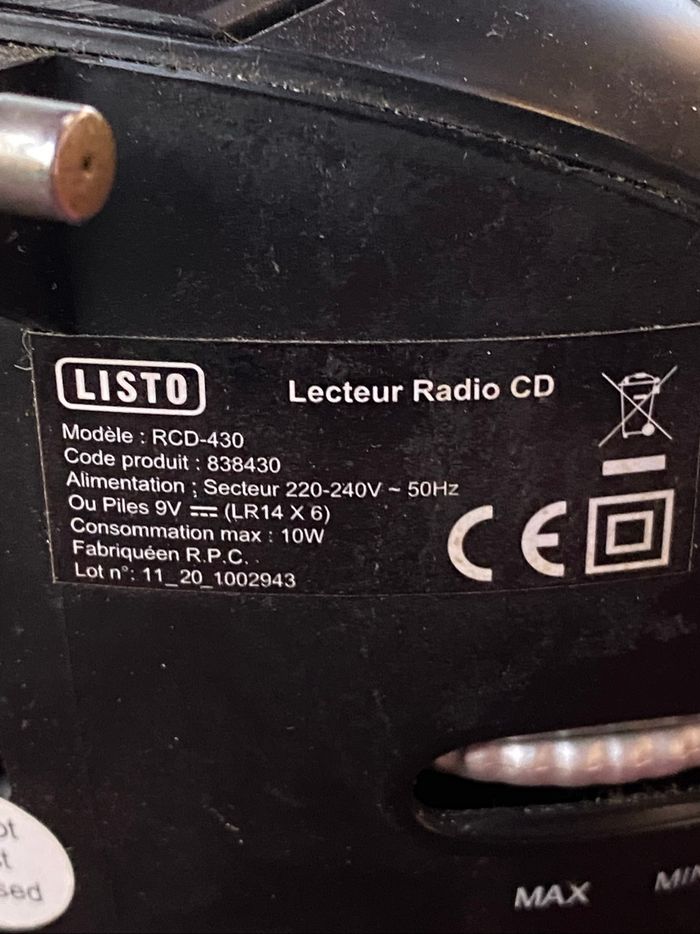 LISTO
Lecteur Radio CD
Modèle : RCD-430
Code produit : 838430
Alimentation : Secteur 220-240V ~ 50Hz
Ou Piles 9V ⎓ (LR14 X 6)
Consommation max : 10W
Fabriquéen R.P.C.
Lot n°: 11_20_1002943
CE
MAX